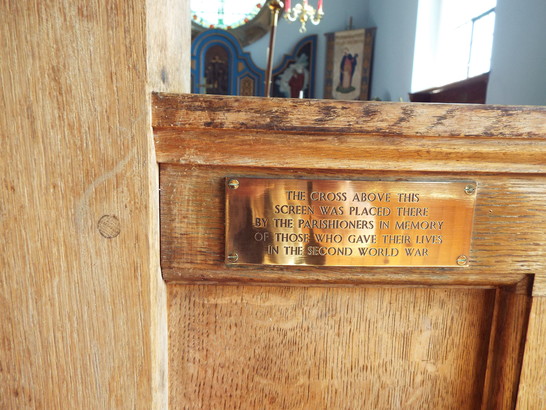 THE CROSS ABOVE THIS
SCREEN WAS PLACED THERE
BY THE PARISHIONERS IN MEMORY
OF THOSE WHO GAVE THEIR LIVES
IN THE SECOND WORLD WAR